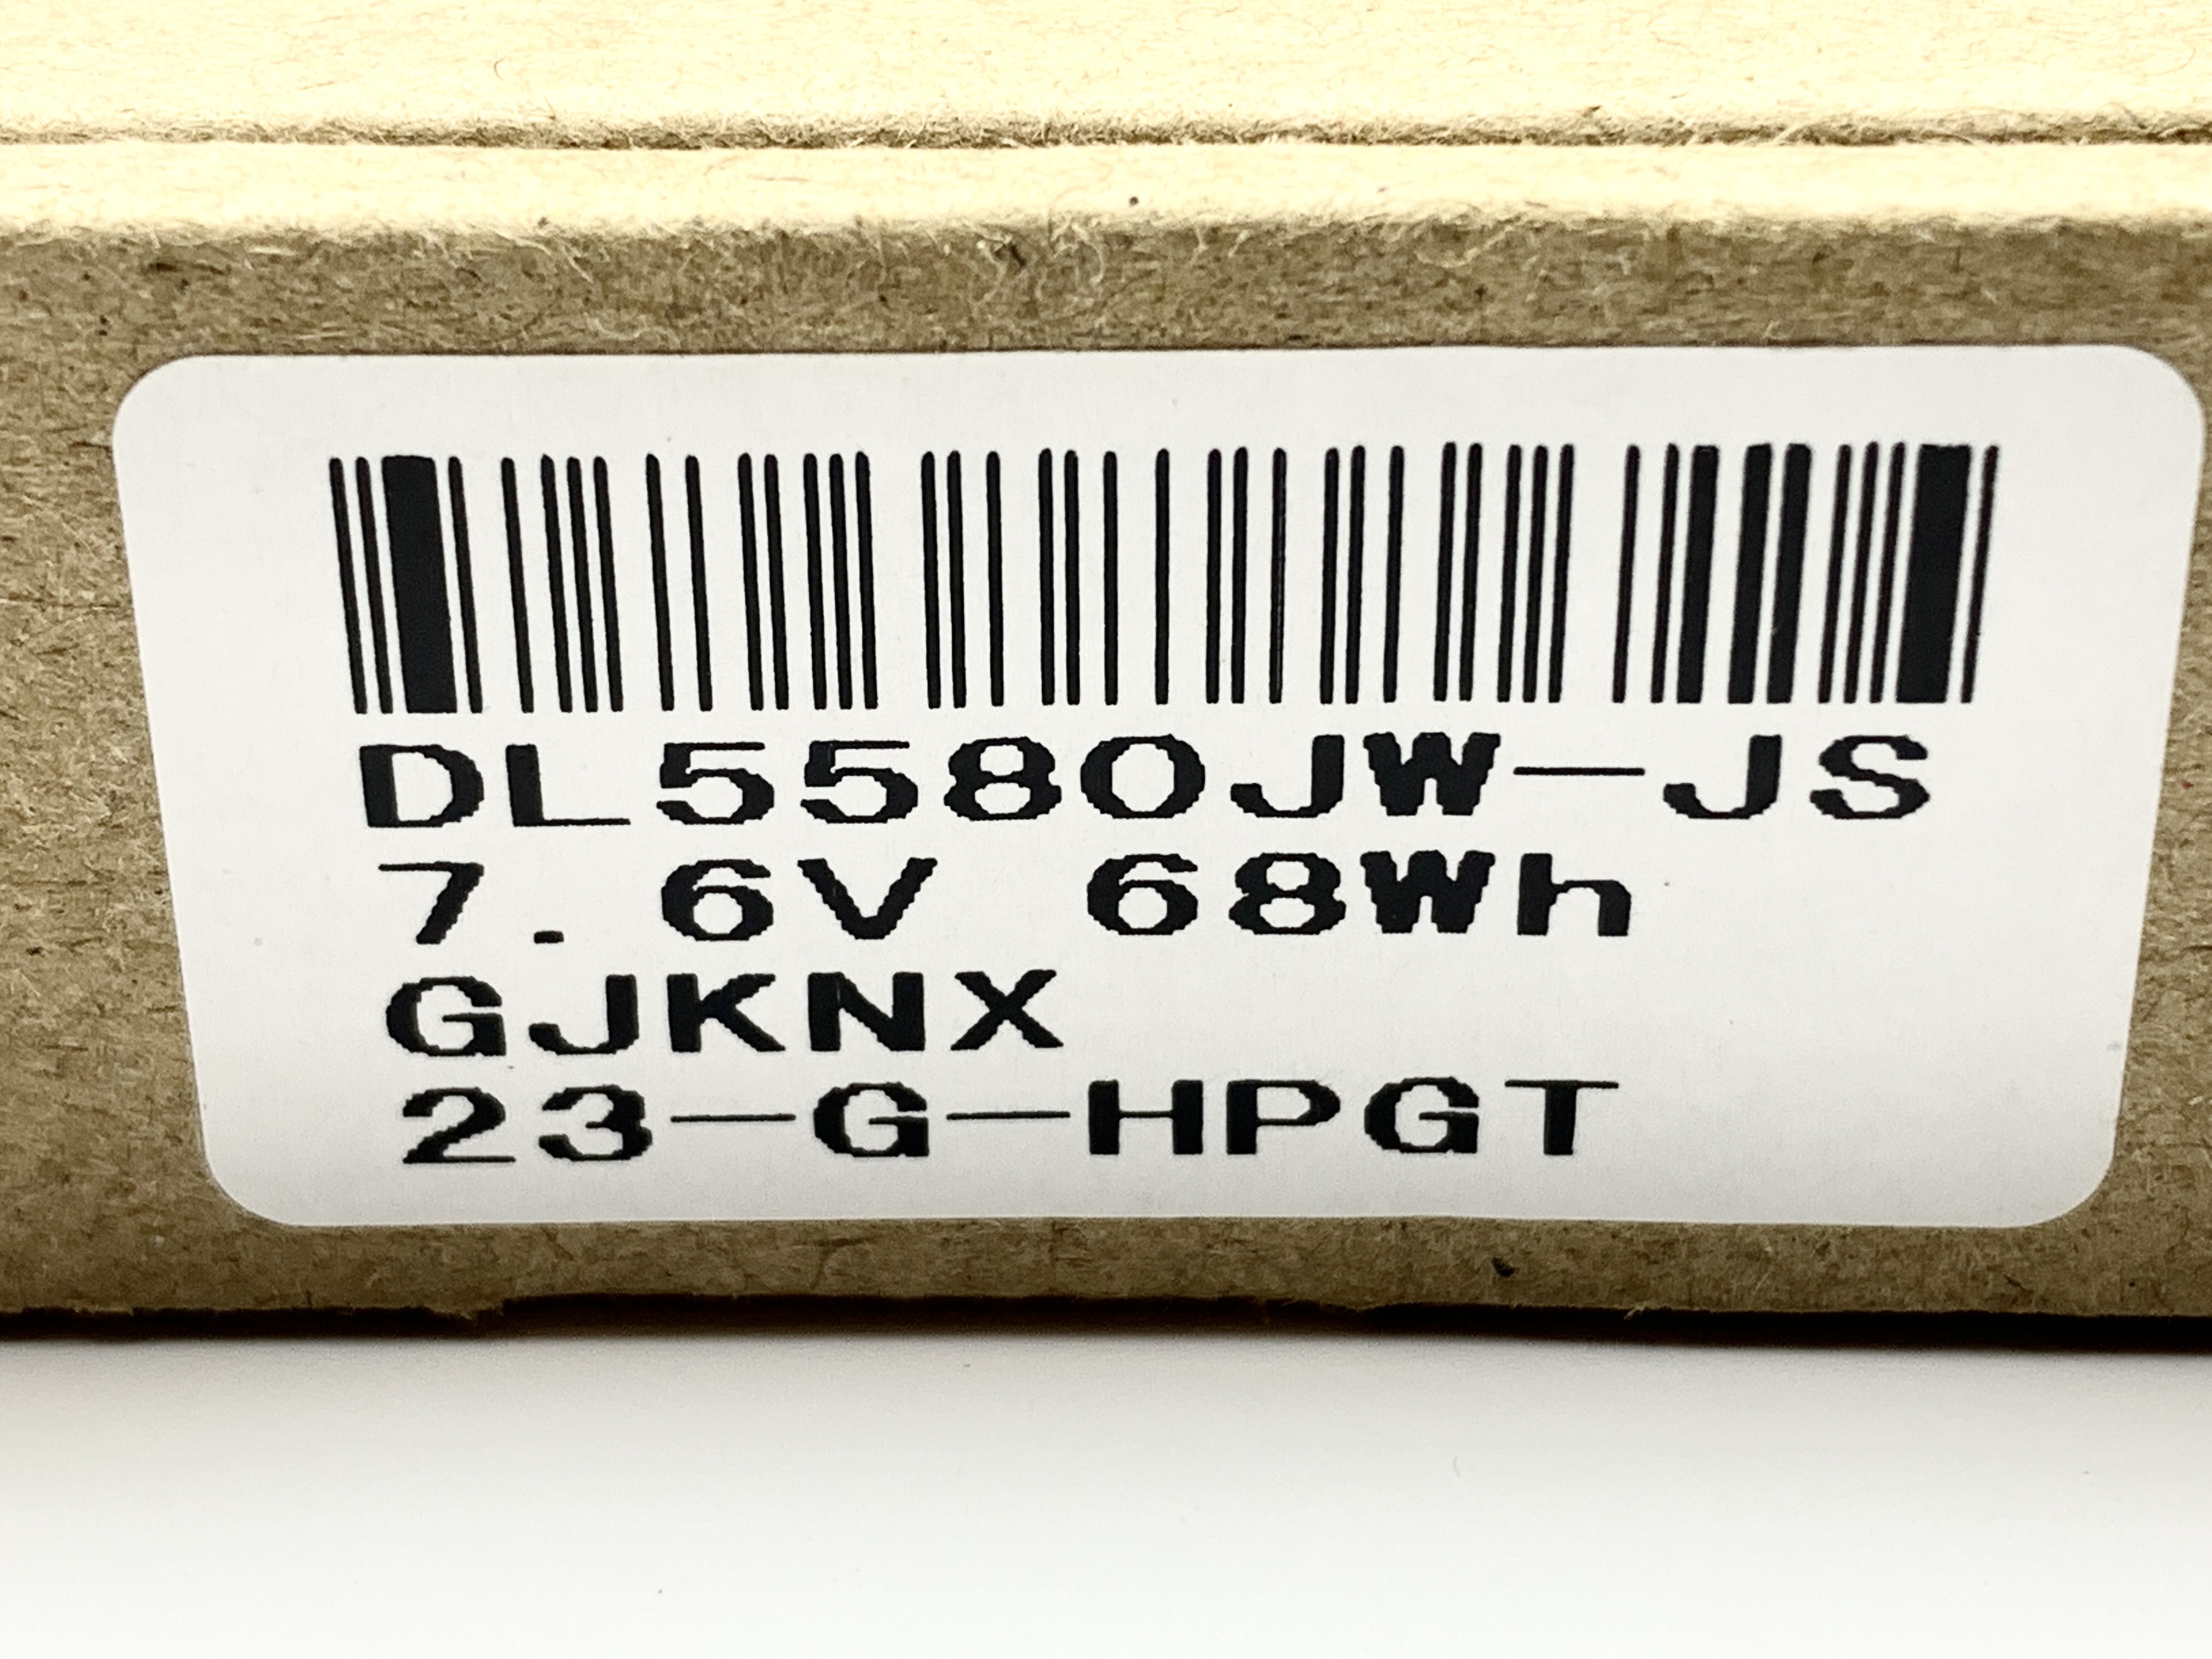 DL5580JW-JS
7.6V 68Wh
GJKNX
23-G-HPGT